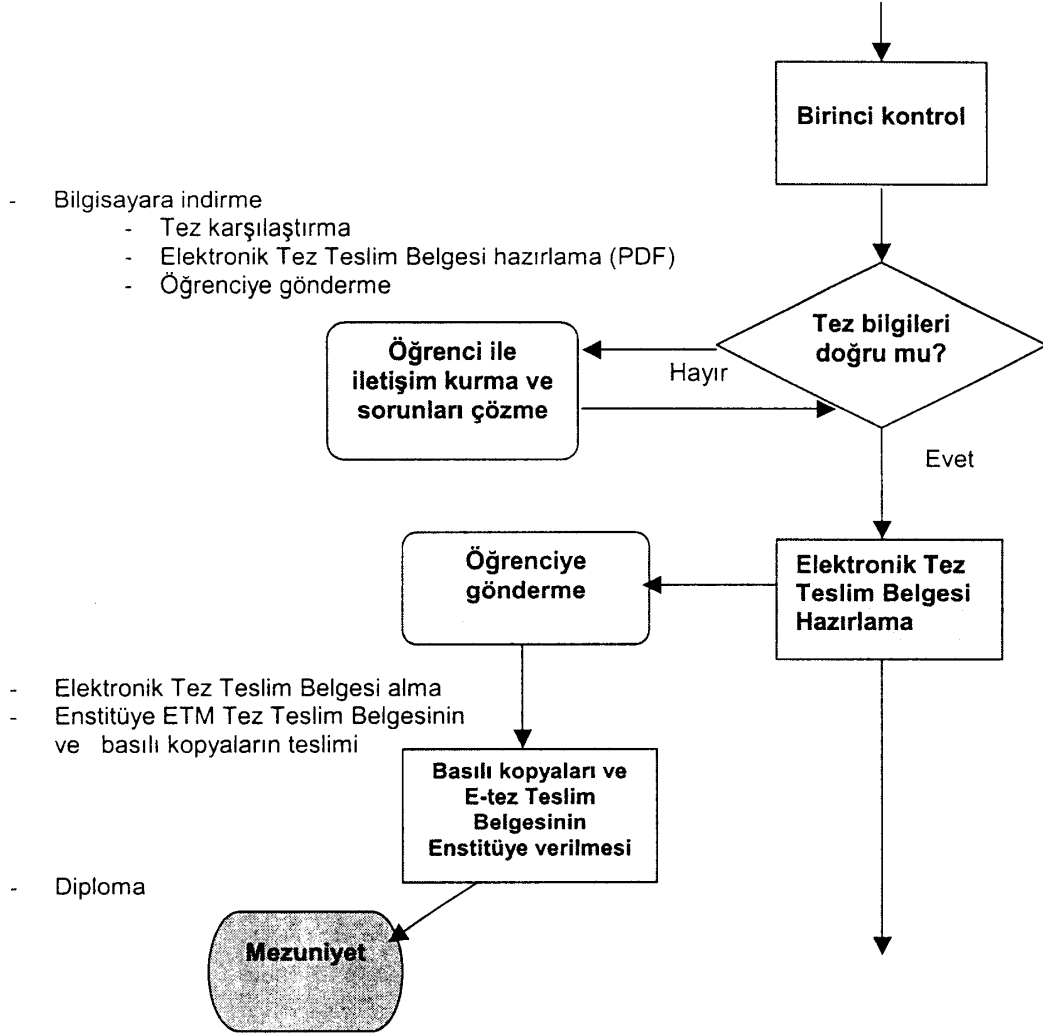 Birinci kontrol
-    Bilgisayara indirme
-    Tez karşılaştırma
-    Elektronik Tez Teslim Belgesi hazırlama (PDF)
-    Öğrenciye gönderme
Tez bilgileri
doğru mu?
Öğrenci ile
iletişim kurma ve
sorunları çözme
Hayır
Evet
Öğrenciye
gönderme
Elektronik Tez
Teslim Belgesi
Hazırlama
-    Elektronik Tez Teslim Belgesi alma
-    Enstitüye ETM Tez Teslim Belgesinin
ve basılı kopyaların teslimi
Basılı kopyaları ve
E-tez Teslim
Belgesinin
Enstitüye verilmesi
-    Diploma
Mezuniyet